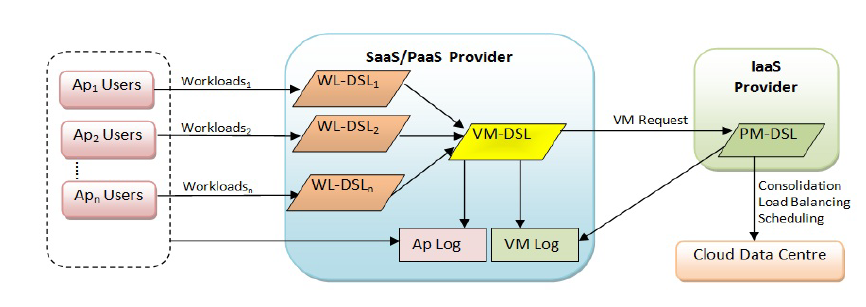 SaaS/PaaS Provider
IaaS
Provider
Ap1 Users
Workloads1
WL-DSL1
Ap2 Users
Workloads2
WL-DSL2
VM-DSL
VM Request
PM-DSL
Apn Users
Workloadsn
WL-DSLn
Consolidation
Load Balancing
Scheduling
Ap Log
VM Log
Cloud Data Centre